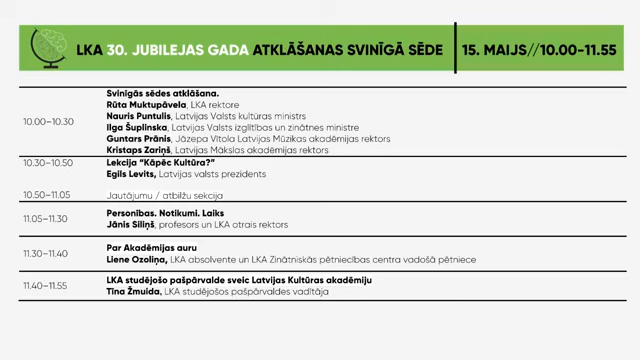 LKA 30. JUBILEJAS GADA ATKLĀŠANAS SVINĪGĀ SĒDE
15. MAIJS//10.00-11.55
10.00–10.30
Svinīgās sēdes atklāšana.
Rūta Muktupāvela, LKA rektore
Nauris Puntulis, Latvijas Valsts kultūras ministrs
Ilga Šuplinska, Latvijas Valsts izglītības un zinātnes ministre
Guntars Prānis, Jāzepa Vītola Latvijas Mūzikas akadēmijas rektors
Kristaps Zariņš, Latvijas Mākslas akadēmijas rektors
10.30–10.50
Lekcija “Kāpēc Kultūra?”
Egils Levits, Latvijas valsts prezidents
10.50–11.05
Jautājumu / atbilžu sekcija
11.05–11.30
Personības. Notikumi. Laiks
Jānis Siliņš, profesors un LKA otrais rektors
11.30–11.40
Par Akadēmijas auru
Liene Ozoliņa, LKA absolvente un LKA Zinātniskās pētniecības centra vadošā pētniece
11.40–11.55
LKA studējošo pašpārvalde sveic Latvijas Kultūras akadēmiju
Tīna Žmuida, LKA studējošos pašpārvaldes vadītāja